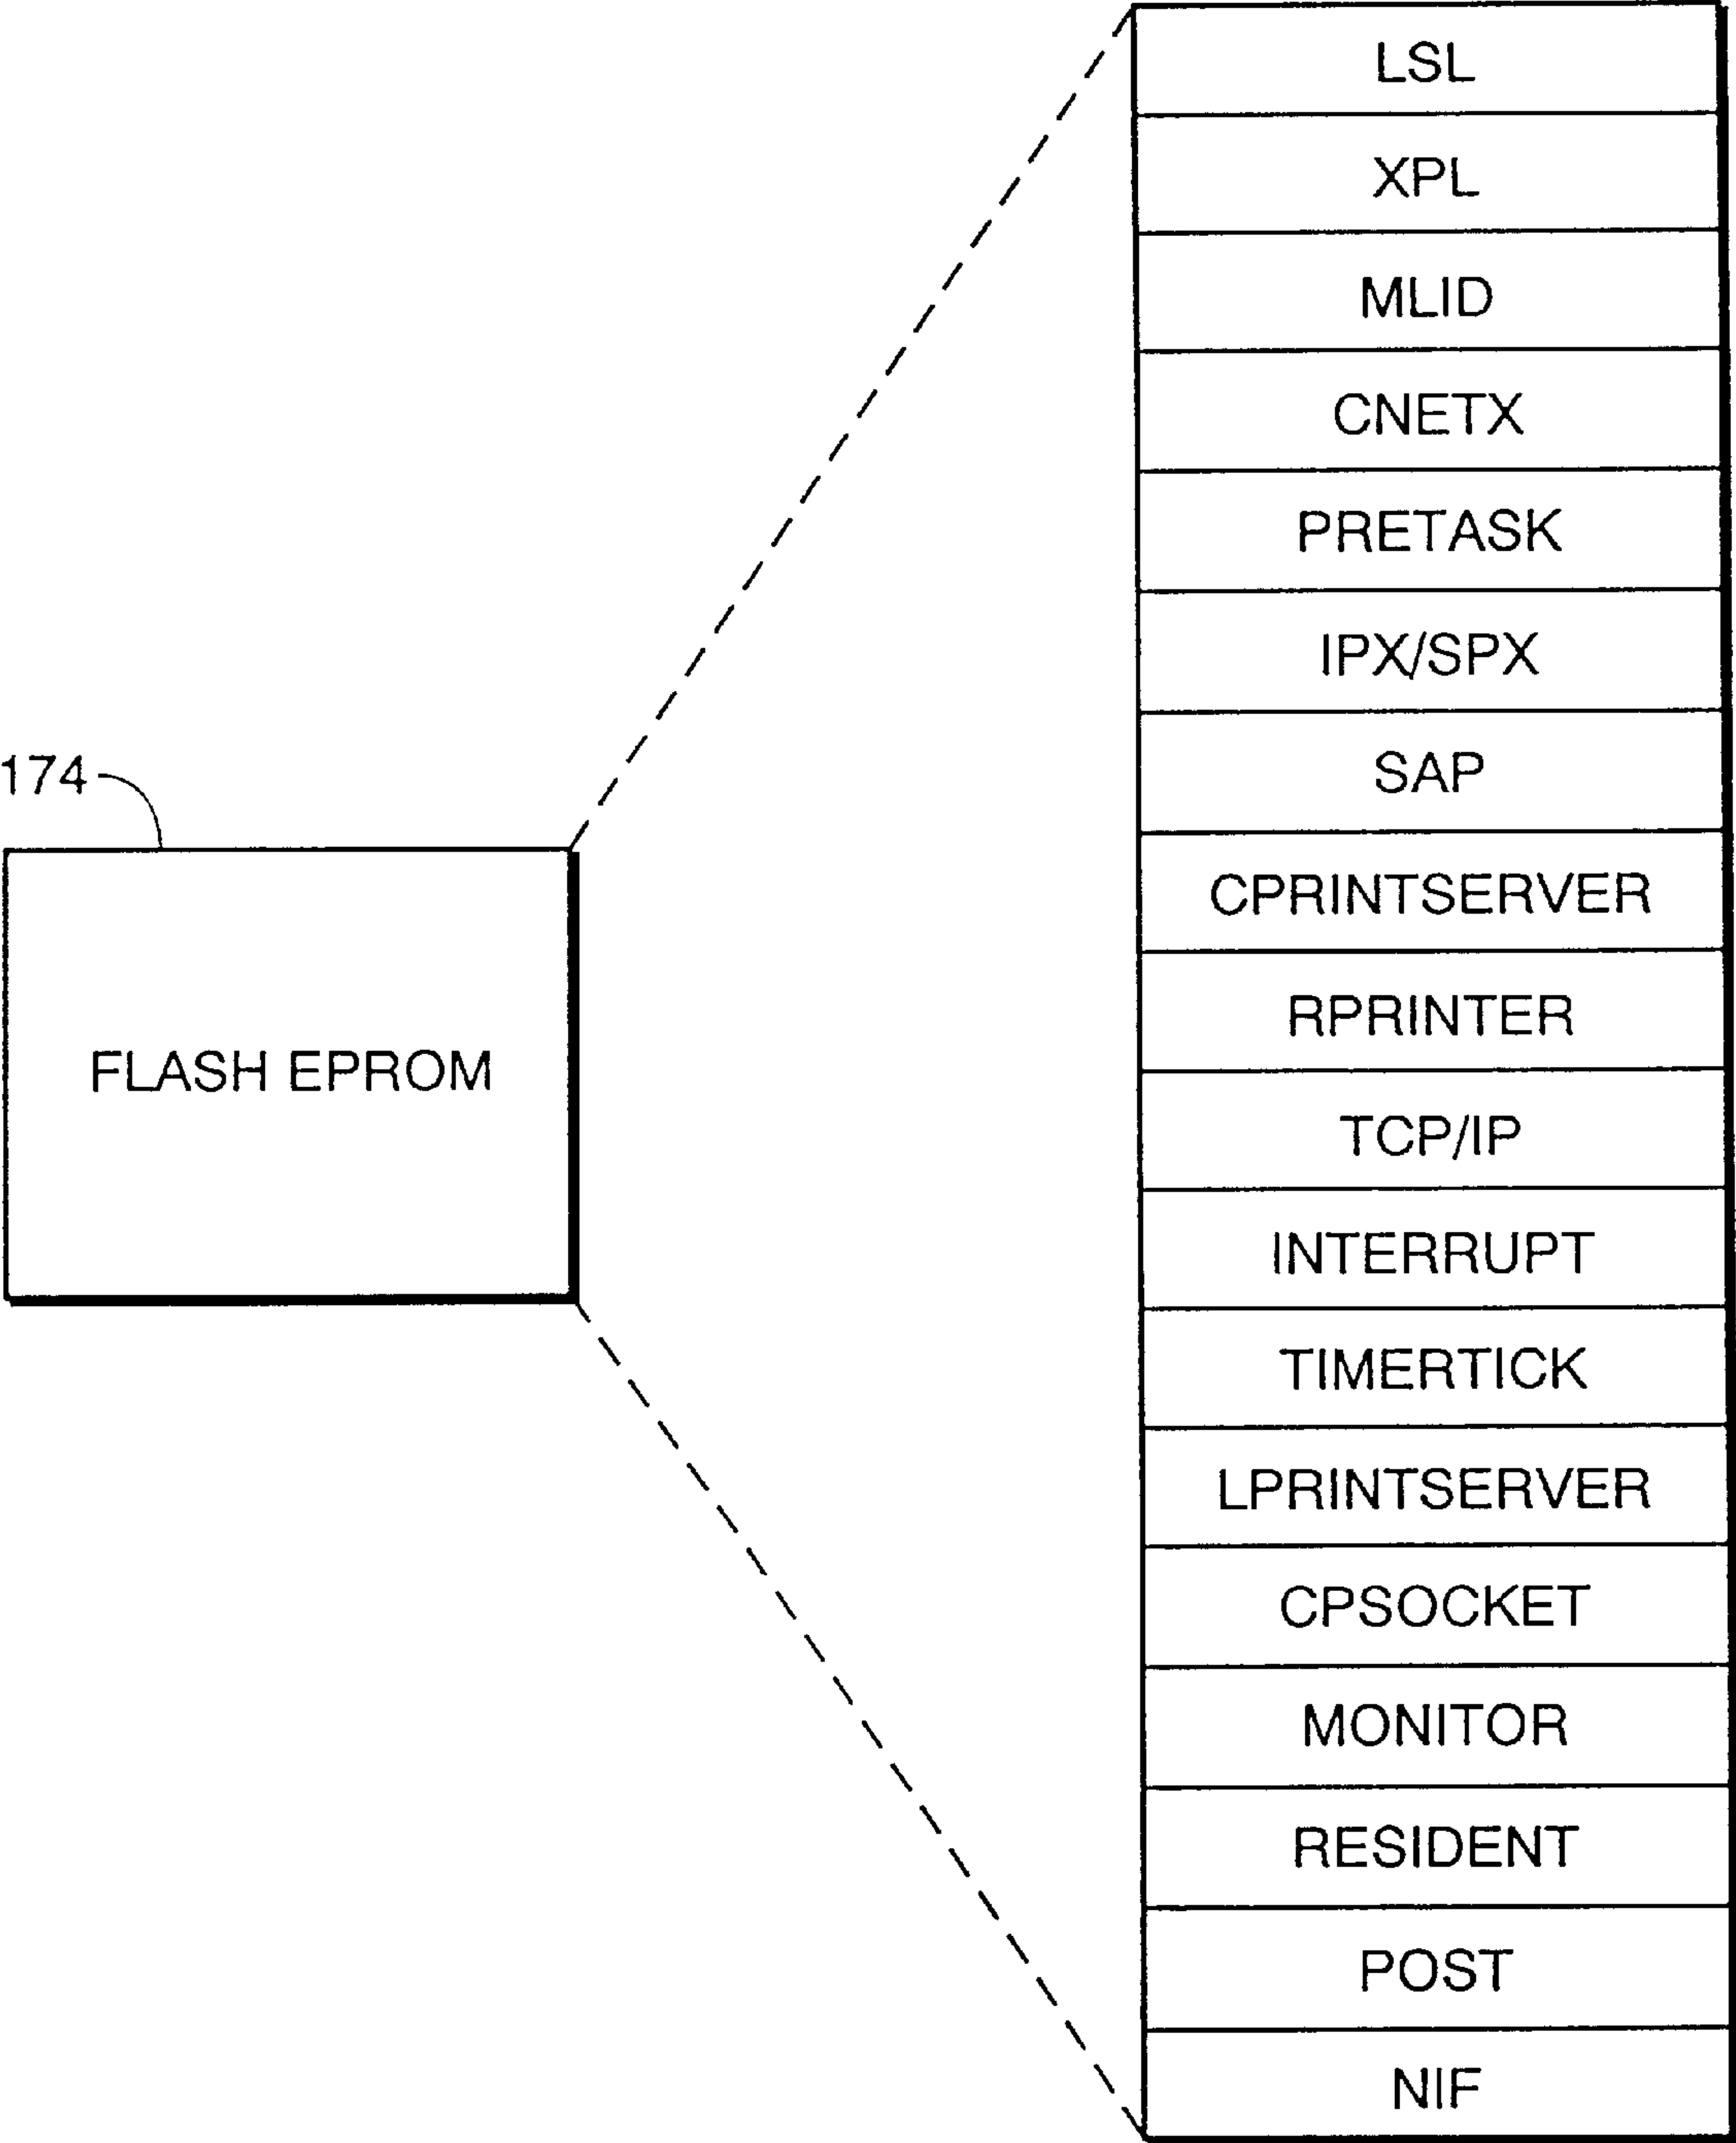 174
FLASH EPROM
LSL
XPL
MLID
CNETX
PRETASK
IPX/SPX
SAP
CPRINTSERVER
RPRINTER
TCP/IP
INTERRUPT
TIMERTICK
LPRINTSERVER
CPSOCKET
MONITOR
RESIDENT
POST
NIF